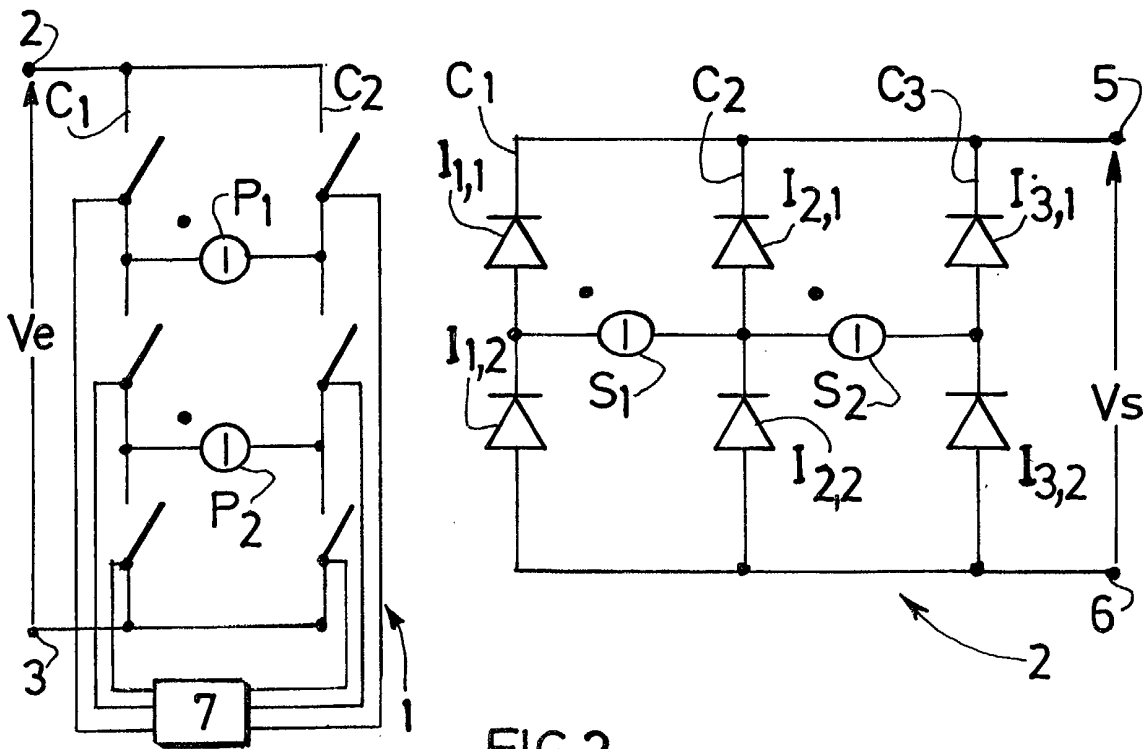 2
C1
C2
P1
Ve
P2
3
7
1
C1
C2
C3
5
I1,1
I2,1
I3,1
I1,2
S1
S2
Vs
I2,2
I3,2
6
2
FIG.2